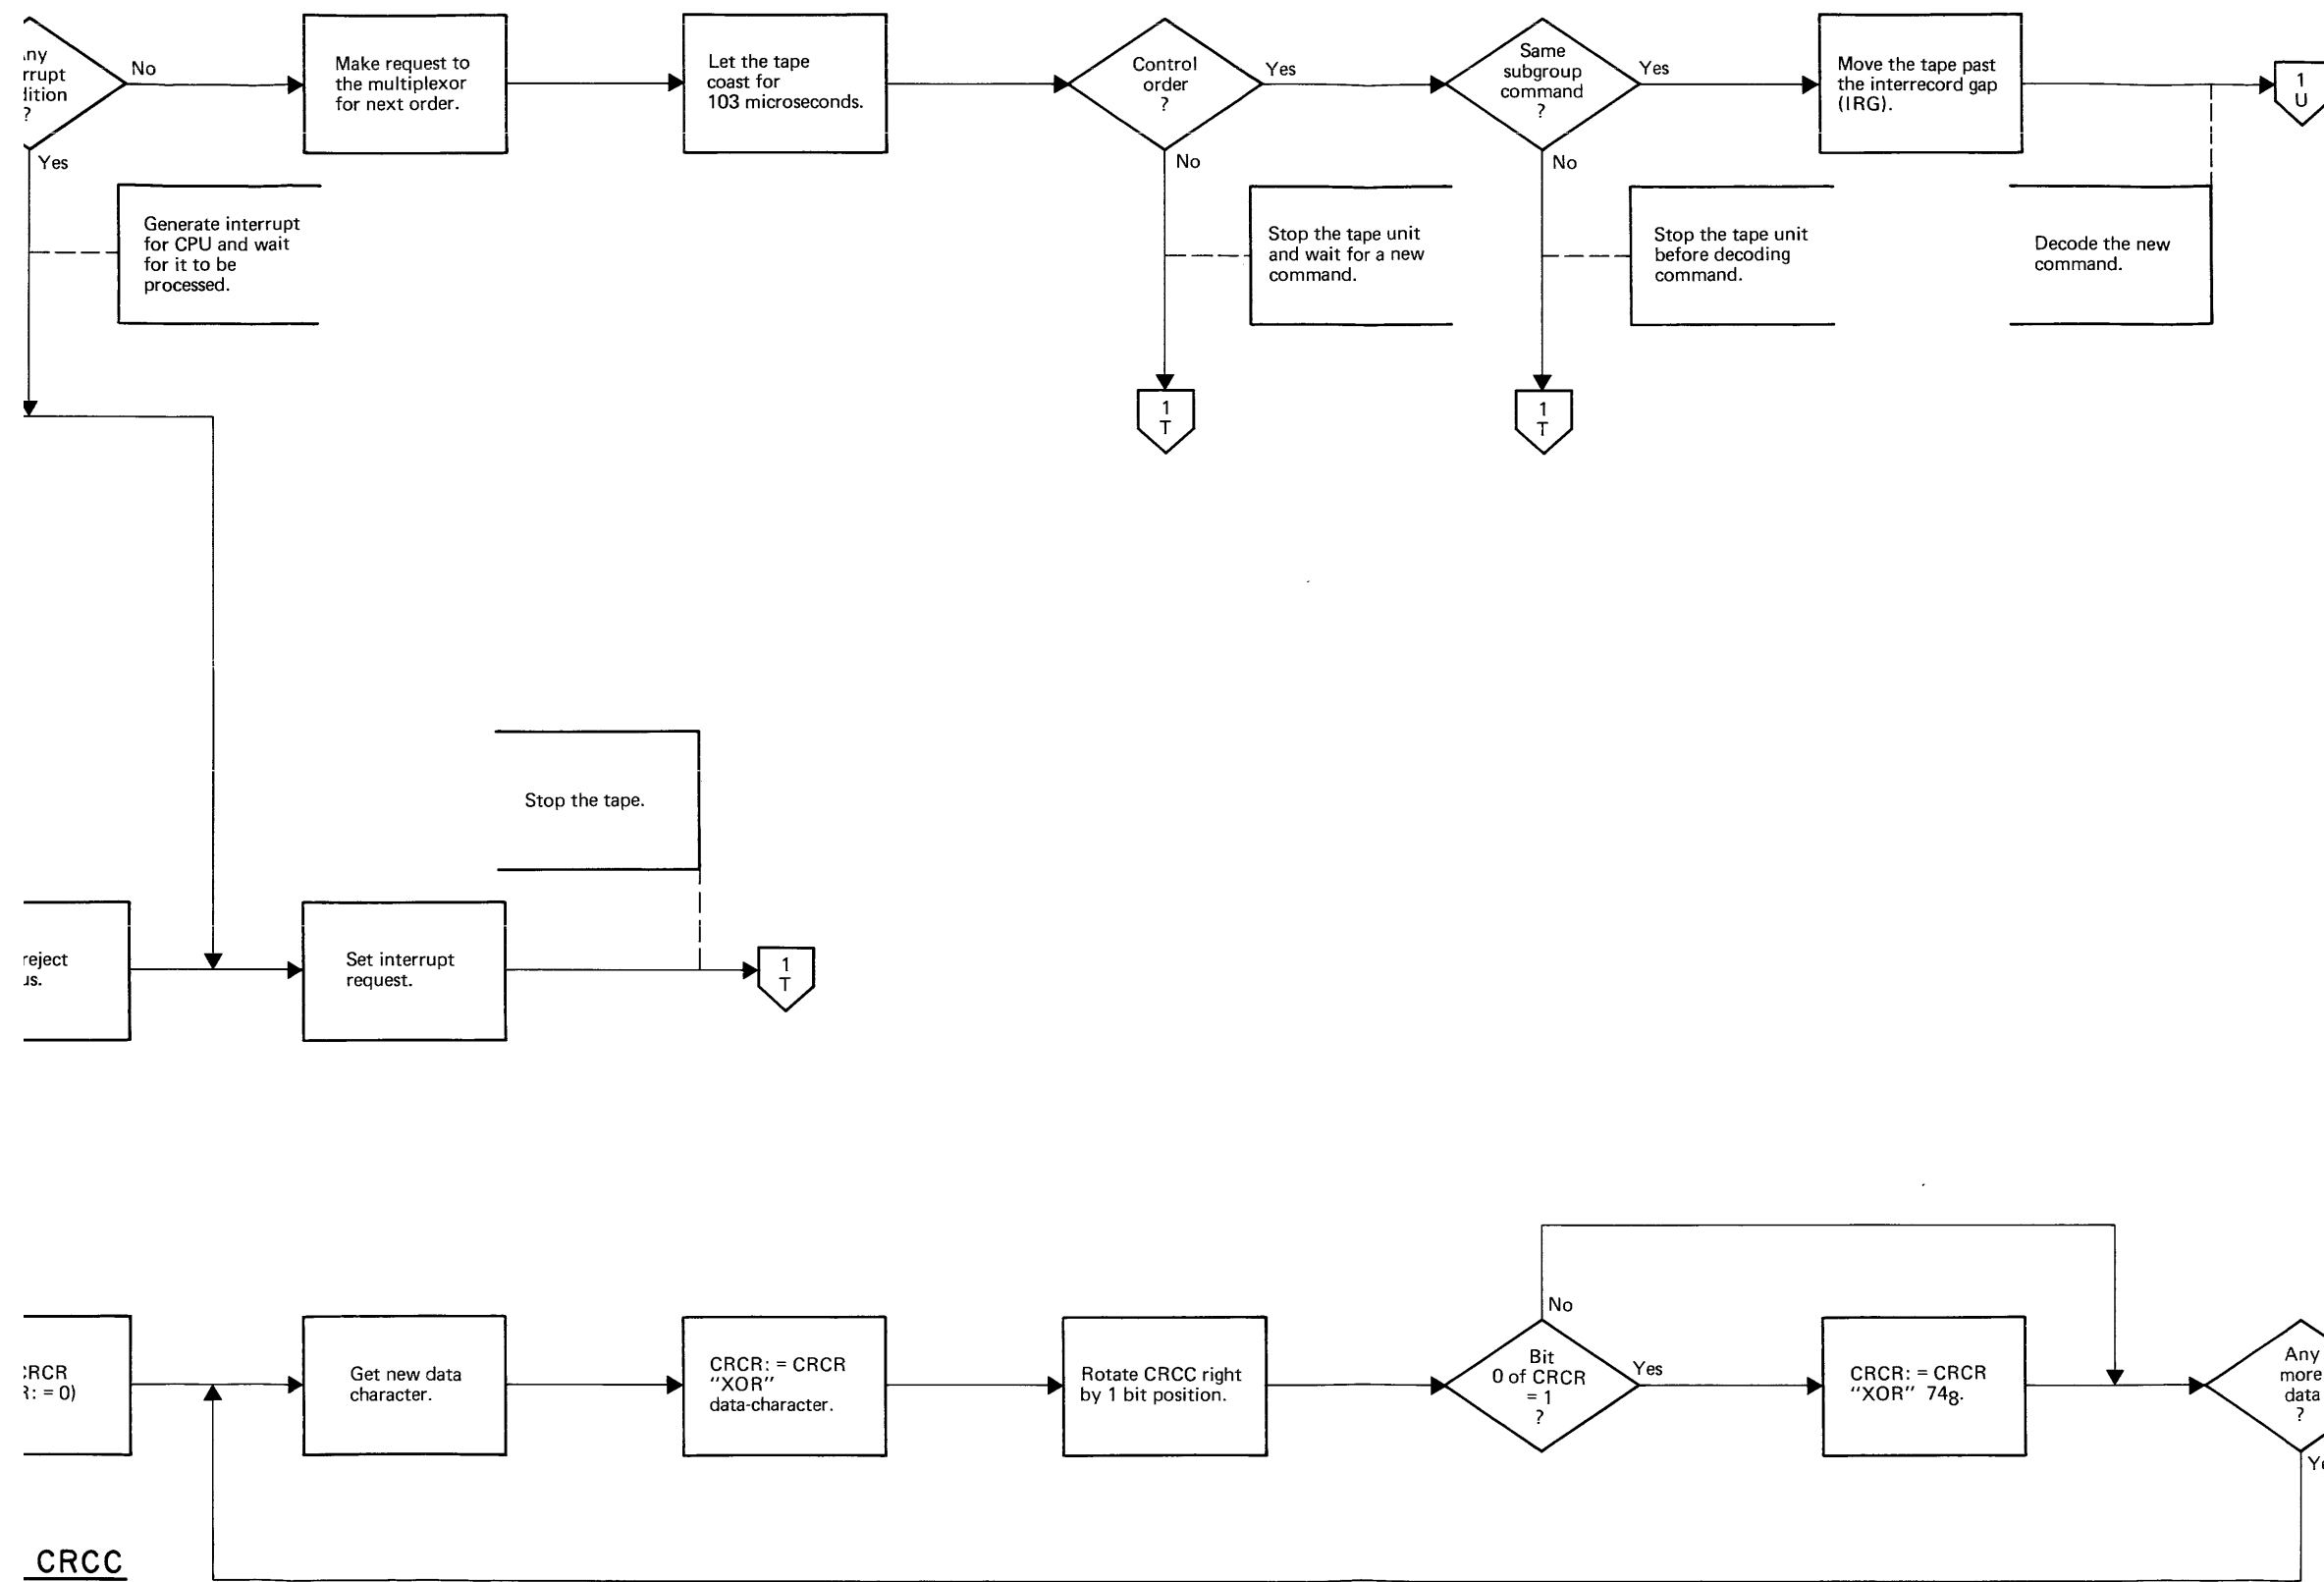 ?
No
Yes
Make request to
the multiplexor
for next order.
Let the tape
coast for
103 microseconds.
Control
order
?
Yes
No
Same
subgroup
command
?
Yes
No
Move the tape past
the interrecord gap
(IRG).
1
U
Generate interrupt
for CPU and wait
for it to be
processed.
Stop the tape unit
and wait for a new
command.
Stop the tape unit
before decoding
command.
Decode the new
command.
1
T
1
T
Stop the tape.
reject
Set interrupt
request.
1
T
= 0)
Get new data
character.
CRCR: = CRCR
"XOR"
data-character.
Rotate CRCC right
by 1 bit position.
Bit
0 of CRCR
= 1
?
No
Yes
CRCR: = CRCR
"XOR" 74₈.
Any
more
data
?
CRCC